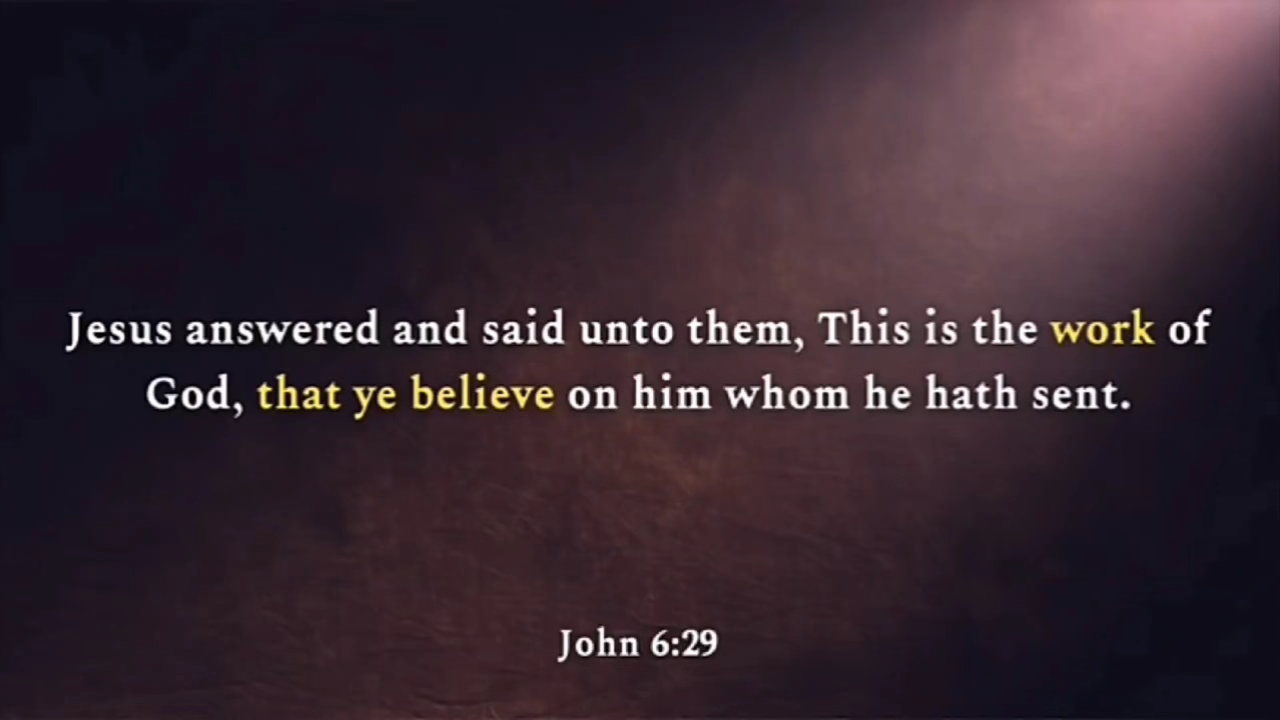 Jesus answered and said unto them, This is the work of
God, that ye believe on him whom he hath sent.
John 6:29